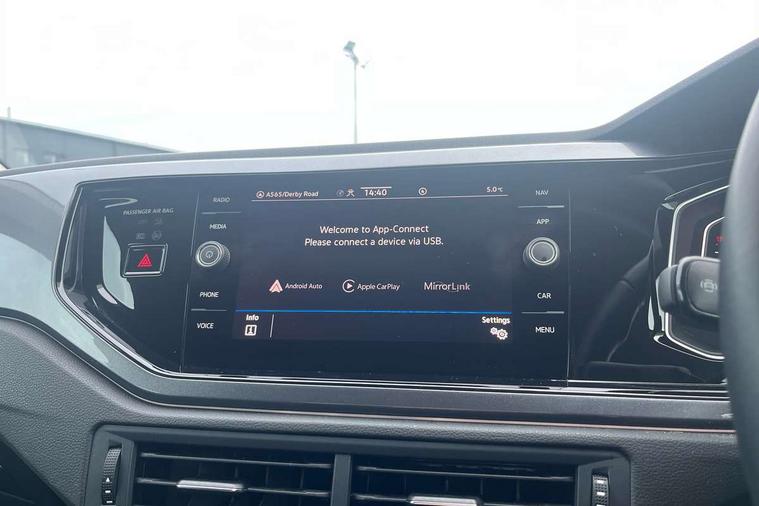 PASSENGER AIR BAG
RADIO
MEDIA
PHONE
VOICE
A565/Derby Road
14:40
5.0°C
Welcome to App-Connect
Please connect a device via USB.
Android Auto
Apple CarPlay
MirrorLink
Info
Settings
NAV
APP
CAR
MENU